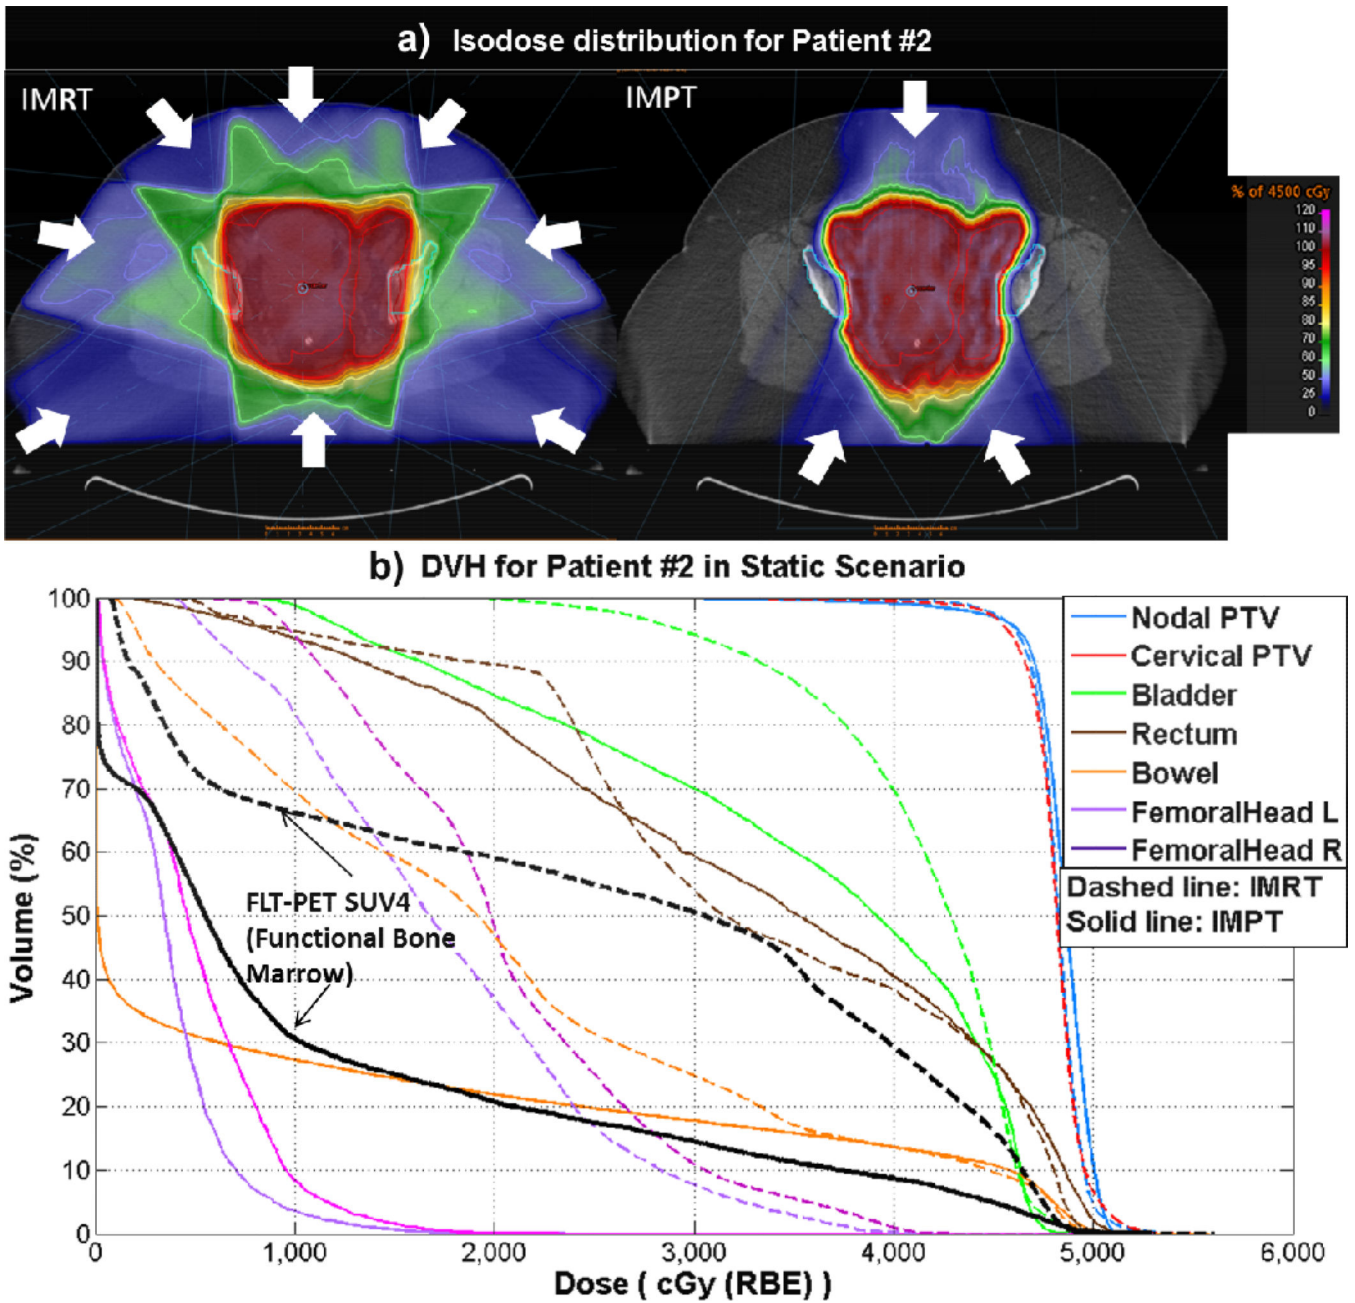 a) Isodose distribution for Patient #2
IMRT
IMPT
% of 4500 cGy
120
110
100
95
90
85
80
70
60
50
25
0
b) DVH for Patient #2 in Static Scenario
Volume (%)
100
90
80
70
60
50
40
30
20
10
0
FLT-PET SUV4
(Functional Bone
Marrow)
Nodal PTV
Cervical PTV
Bladder
Rectum
Bowel
FemoralHead L
FemoralHead R
Dashed line: IMRT
Solid line: IMPT
0 1,000 2,000 3,000 4,000 5,000 6,000
Dose ( cGy (RBE) )